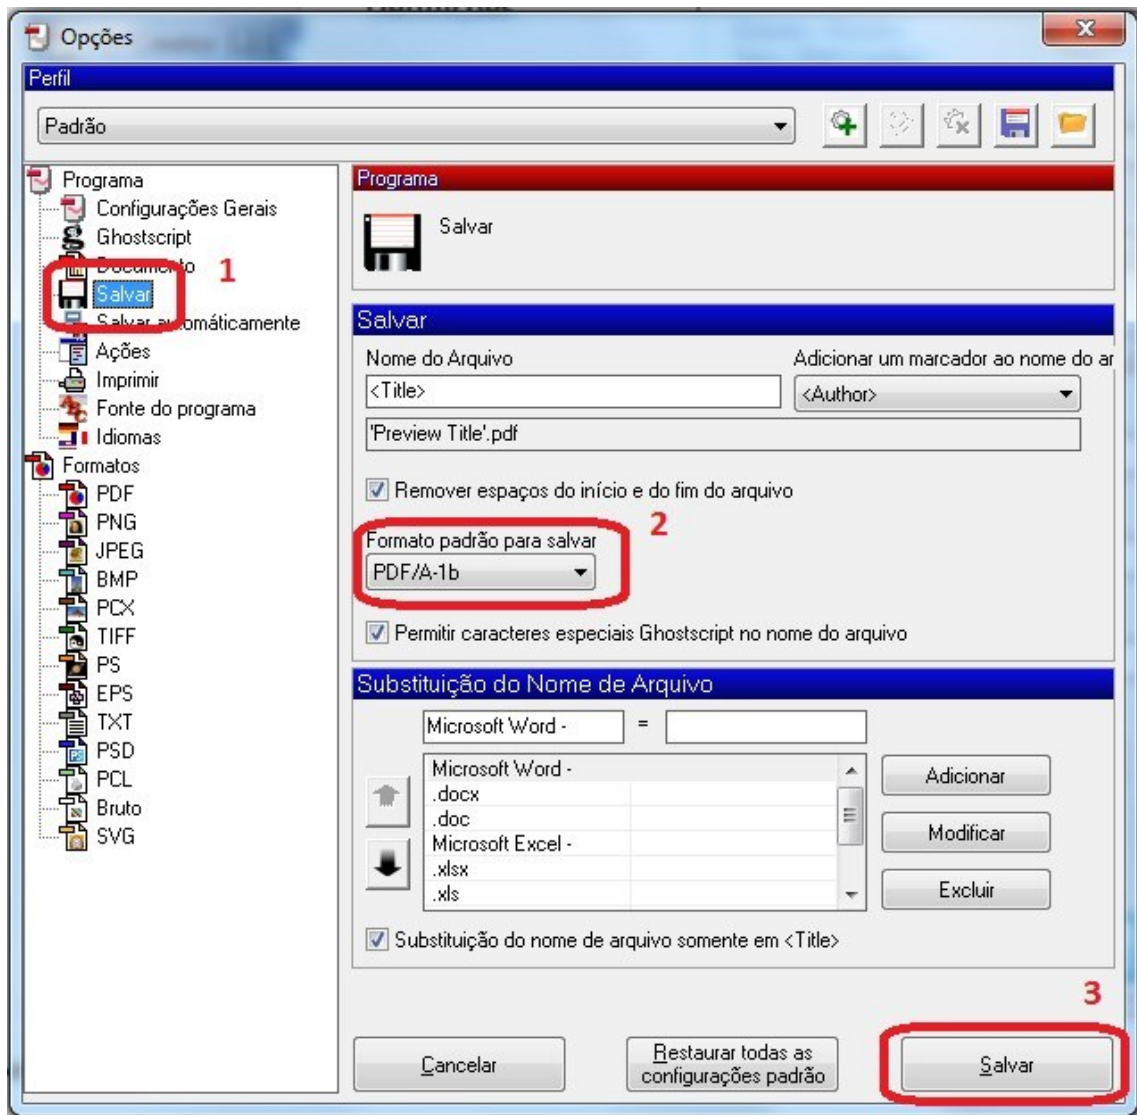 Opções
Perfil
Padrão
Programa
Configurações Gerais
Ghostscript
Documento
1
Salvar
Salvar automáticamente
Ações
Imprimir
Fonte do programa
Idiomas
Formatos
PDF
PNG
JPEG
BMP
PCX
TIFF
PS
EPS
TXT
PSD
PCL
Bruto
SVG
Programa
Salvar
Salvar
Nome do Arquivo
Adicionar um marcador ao nome do ar
<Title>
<Author>
'Preview Title'.pdf
Remover espaços do início e do fim do arquivo
2
Formato padrão para salvar
PDF/A-1b
Permitir caracteres especiais Ghostscript no nome do arquivo
Substituição do Nome de Arquivo
Microsoft Word - =
Microsoft Word -
.docx
.doc
Microsoft Excel -
.xlsx
.xls
Adicionar
Modificar
Excluir
Substituição do nome de arquivo somente em <Title>
3
Cancelar
Restaurar todas as
configurações padrão
Salvar